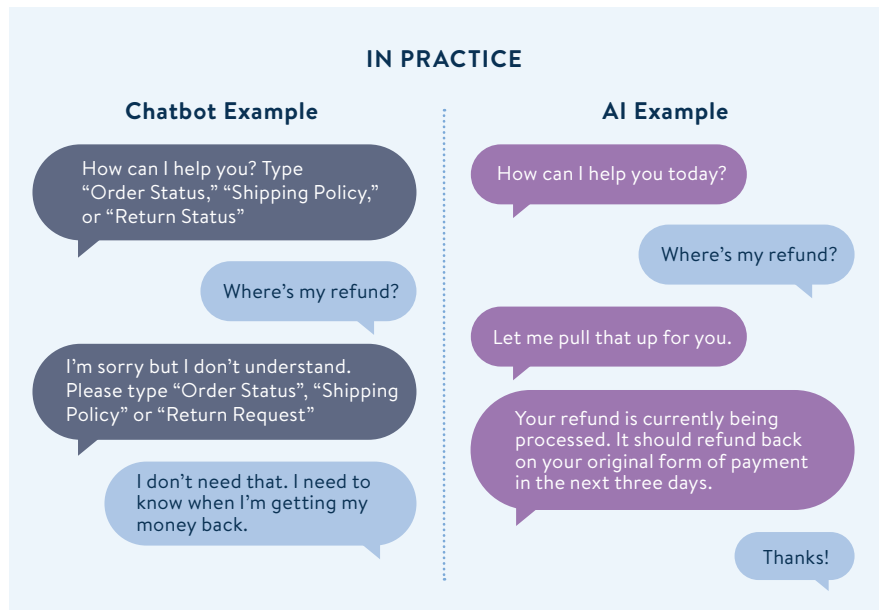 IN PRACTICE
Chatbot Example
How can I help you? Type
“Order Status,” “Shipping Policy,”
or “Return Status”
Where’s my refund?
I’m sorry but I don’t understand.
Please type “Order Status”, “Shipping
Policy” or “Return Request”
I don’t need that. I need to
know when I’m getting my
money back.
AI Example
How can I help you today?
Where’s my refund?
Let me pull that up for you.
Your refund is currently being
processed. It should refund back
on your original form of payment
in the next three days.
Thanks!